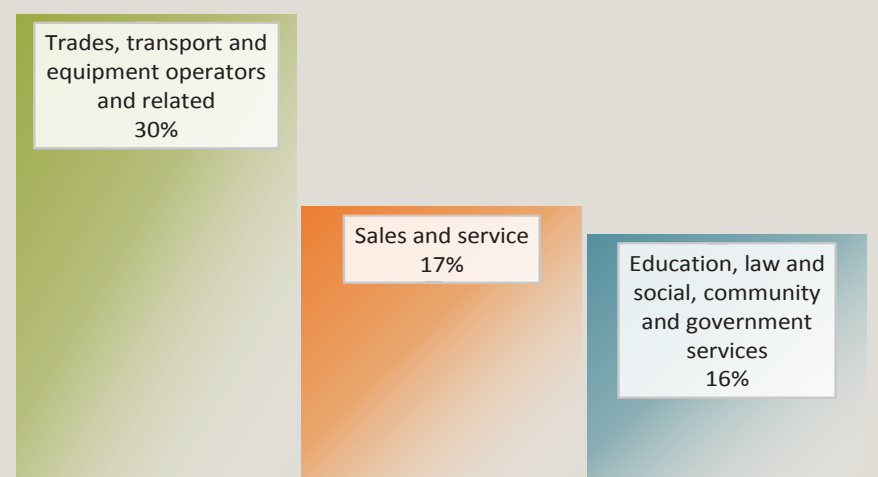 Trades, transport and
equipment operators
and related
30%
Sales and service
17%
Education, law and
social, community
and government
services
16%